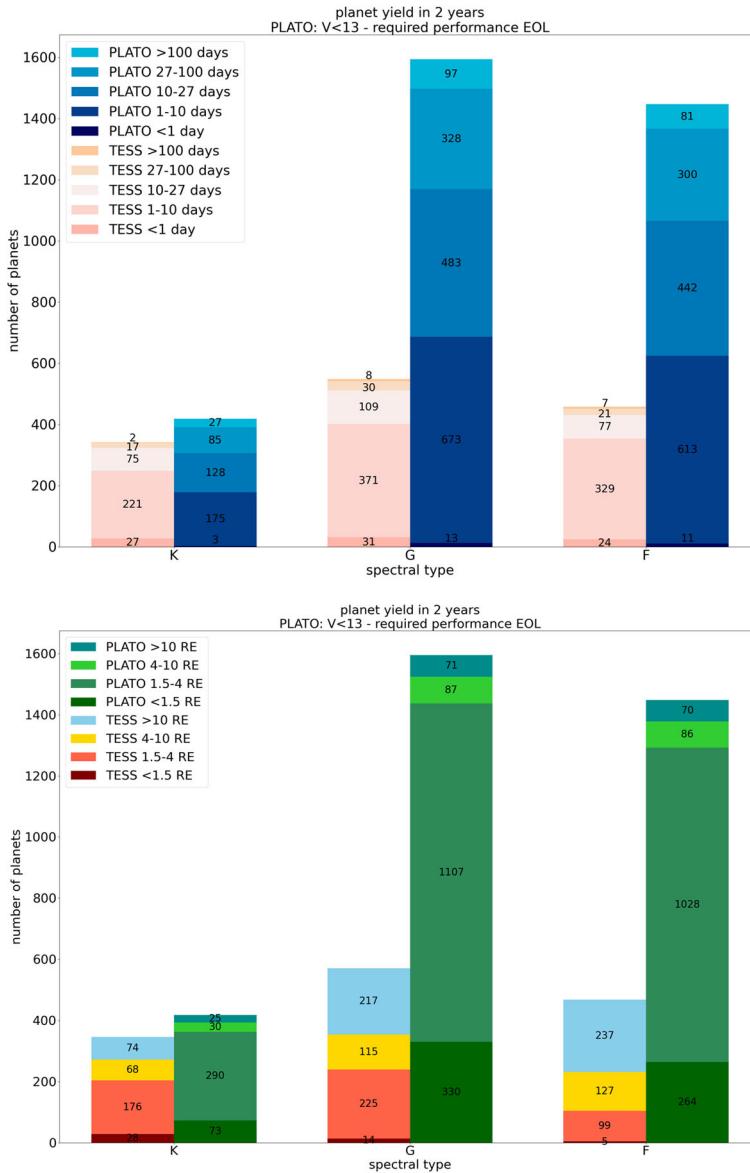 planet yield in 2 years
PLATO: V<13 - required performance EOL
1600
1400
1200
1000
800
600
400
200
0
number of planets
PLATO >100 days
PLATO 27-100 days
PLATO 10-27 days
PLATO 1-10 days
PLATO <1 day
TESS >100 days
TESS 27-100 days
TESS 10-27 days
TESS 1-10 days
TESS <1 day
2
17
75
221
27
27
85
128
175
3
8
30
109
371
31
97
328
483
673
13
7
21
77
329
24
81
300
442
613
11
K G F
spectral type
planet yield in 2 years
PLATO: V<13 - required performance EOL
1600
1400
1200
1000
800
600
400
200
0
number of planets
PLATO >10 RE
PLATO 4-10 RE
PLATO 1.5-4 RE
PLATO <1.5 RE
TESS >10 RE
TESS 4-10 RE
TESS 1.5-4 RE
TESS <1.5 RE
74
68
176
28
25
30
290
73
217
115
225
14
71
87
1107
330
237
127
99
5
70
86
1028
264
K G F
spectral type